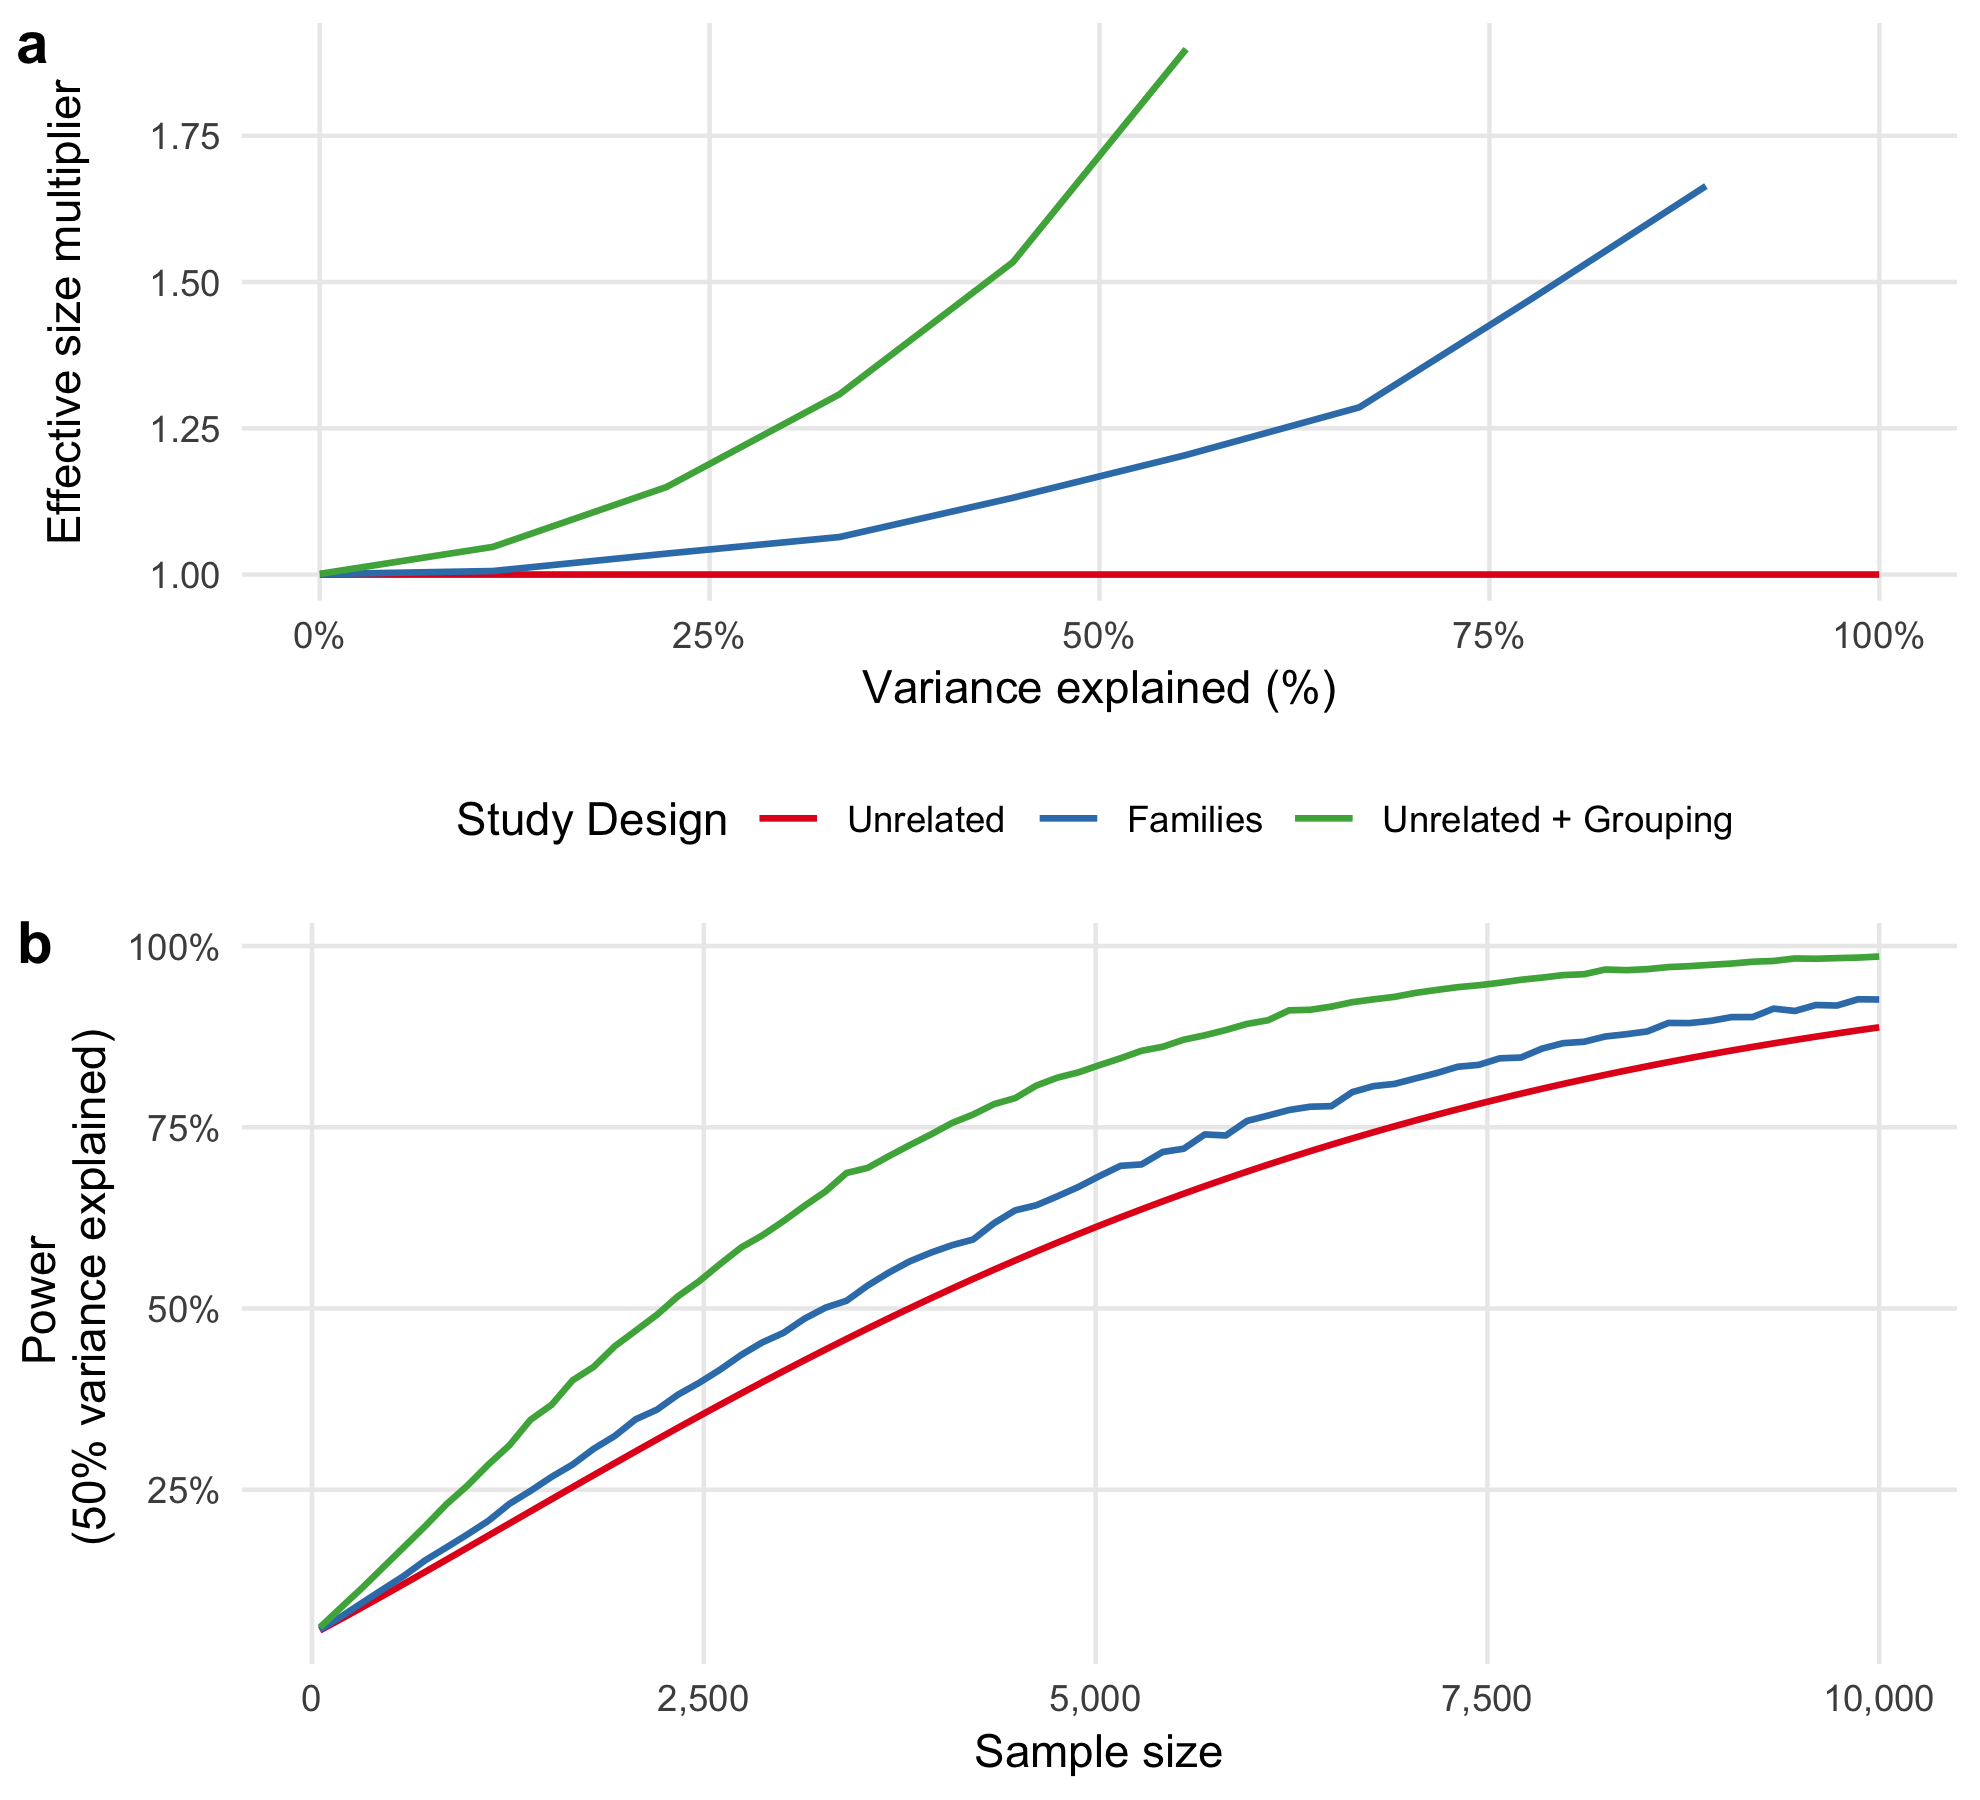 a
Effective size multiplier
1.75
1.50
1.25
1.00
0% 25% 50% 75% 100%
Variance explained (%)
Study Design Unrelated Families Unrelated + Grouping
b
Power
(50% variance explained)
100%
75%
50%
25%
0 2,500 5,000 7,500 10,000
Sample size